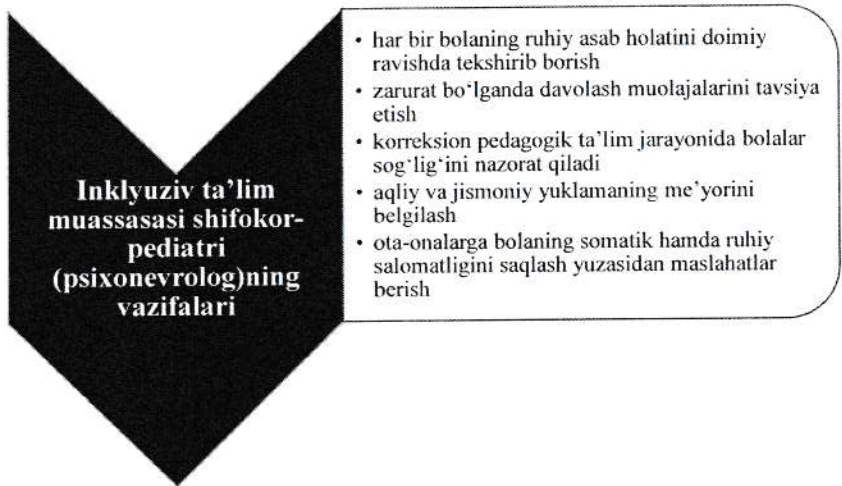 Inklyuziv ta’lim
muassasasi shifokor-
pediatri
(psixonevrolog)ning
vazifalari
• har bir bolaning ruhiy asab holatini doimiy
ravishda tekshirib borish
• zarurat bo‘lganda davolash muolajalarini tavsiya
etish
• korreksion pedagogik ta’lim jarayonida bolalar
sog‘lig‘ini nazorat qiladi
• aqliy va jismoniy yuklamaning me’yorini
belgilash
• ota-onalarga bolaning somatik hamda ruhiy
salomatligini saqlash yuzasidan maslahatlar
berish